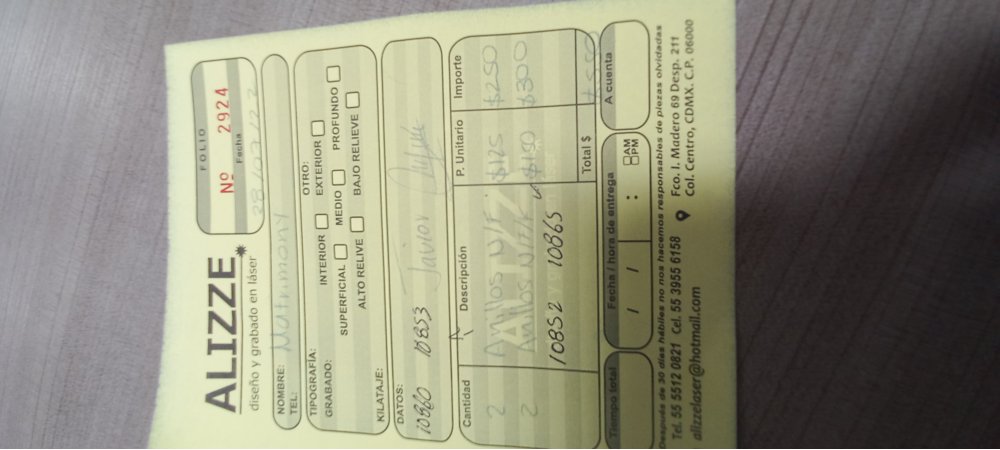 ALIZZE
diseño y grabado en láser
FOLIO
Nº 2924
Fecha
28/07/22
NOMBRE: Matrimony
TEL.
TIPOGRAFÍA:
OTRO:
GRABADO:
INTERIOR
EXTERIOR
SUPERFICIAL
MEDIO
PROFUNDO
ALTO RELIVE
BAJO RELIEVE
KILATAJE:
DATOS:
10860 10853 Javier
Cantidad Descripción P. Unitario Importe
2 Anillos $125 $250
2 Anillos $150 $300
10852 y 10865
Total $
Tiempo total
Fecha / hora de entrega
/ / : AM PM
A cuenta
Después de 30 días hábiles no nos hacemos responsables de piezas olvidadas
Tel. 55 5512 0821 Cel. 55 3955 6158
alizzelaser@hotmail.com
Fco. I. Madero 69 Desp. 211
Col. Centro, CDMX. C.P. 06000